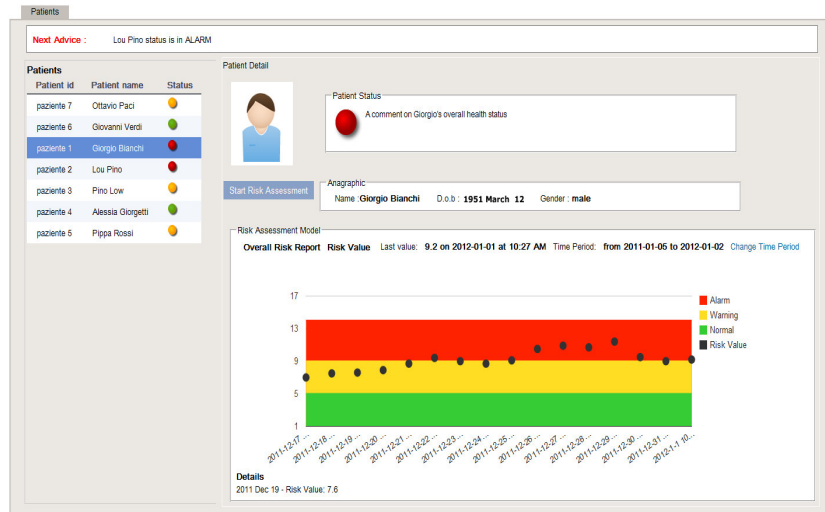 Patients
Next Advice : Lou Pino status is in ALARM
Patients
Patient id Patient name Status
paziente 7 Ottavio Paci
paziente 6 Giovanni Verdi
paziente 1 Giorgio Bianchi
paziente 2 Lou Pino
paziente 3 Pino Low
paziente 4 Alessia Giorgetti
paziente 5 Pippa Rossi
Patient Detail
Patient Status
A comment on Giorgio's overall health status
Start Risk Assessment
Anagraphic
Name :Giorgio Bianchi D.o.b : 1951 March 12 Gender : male
Risk Assessment Model
Overall Risk Report Risk Value Last value: 9.2 on 2012-01-01 at 10:27 AM Time Period: from 2011-01-05 to 2012-01-02 Change Time Period
17
13
9
5
1
Alarm
Warning
Normal
Risk Value
2011-12-17 ...
2011-12-18 ...
2011-12-19 ...
2011-12-20 ...
2011-12-21 ...
2011-12-22 ...
2011-12-23 ...
2011-12-24 ...
2011-12-25 ...
2011-12-26 ...
2011-12-27 ...
2011-12-28 ...
2011-12-29 ...
2011-12-30 ...
2011-12-31 ...
2012-1-1 10...
Details
2011 Dec 19 - Risk Value: 7.6